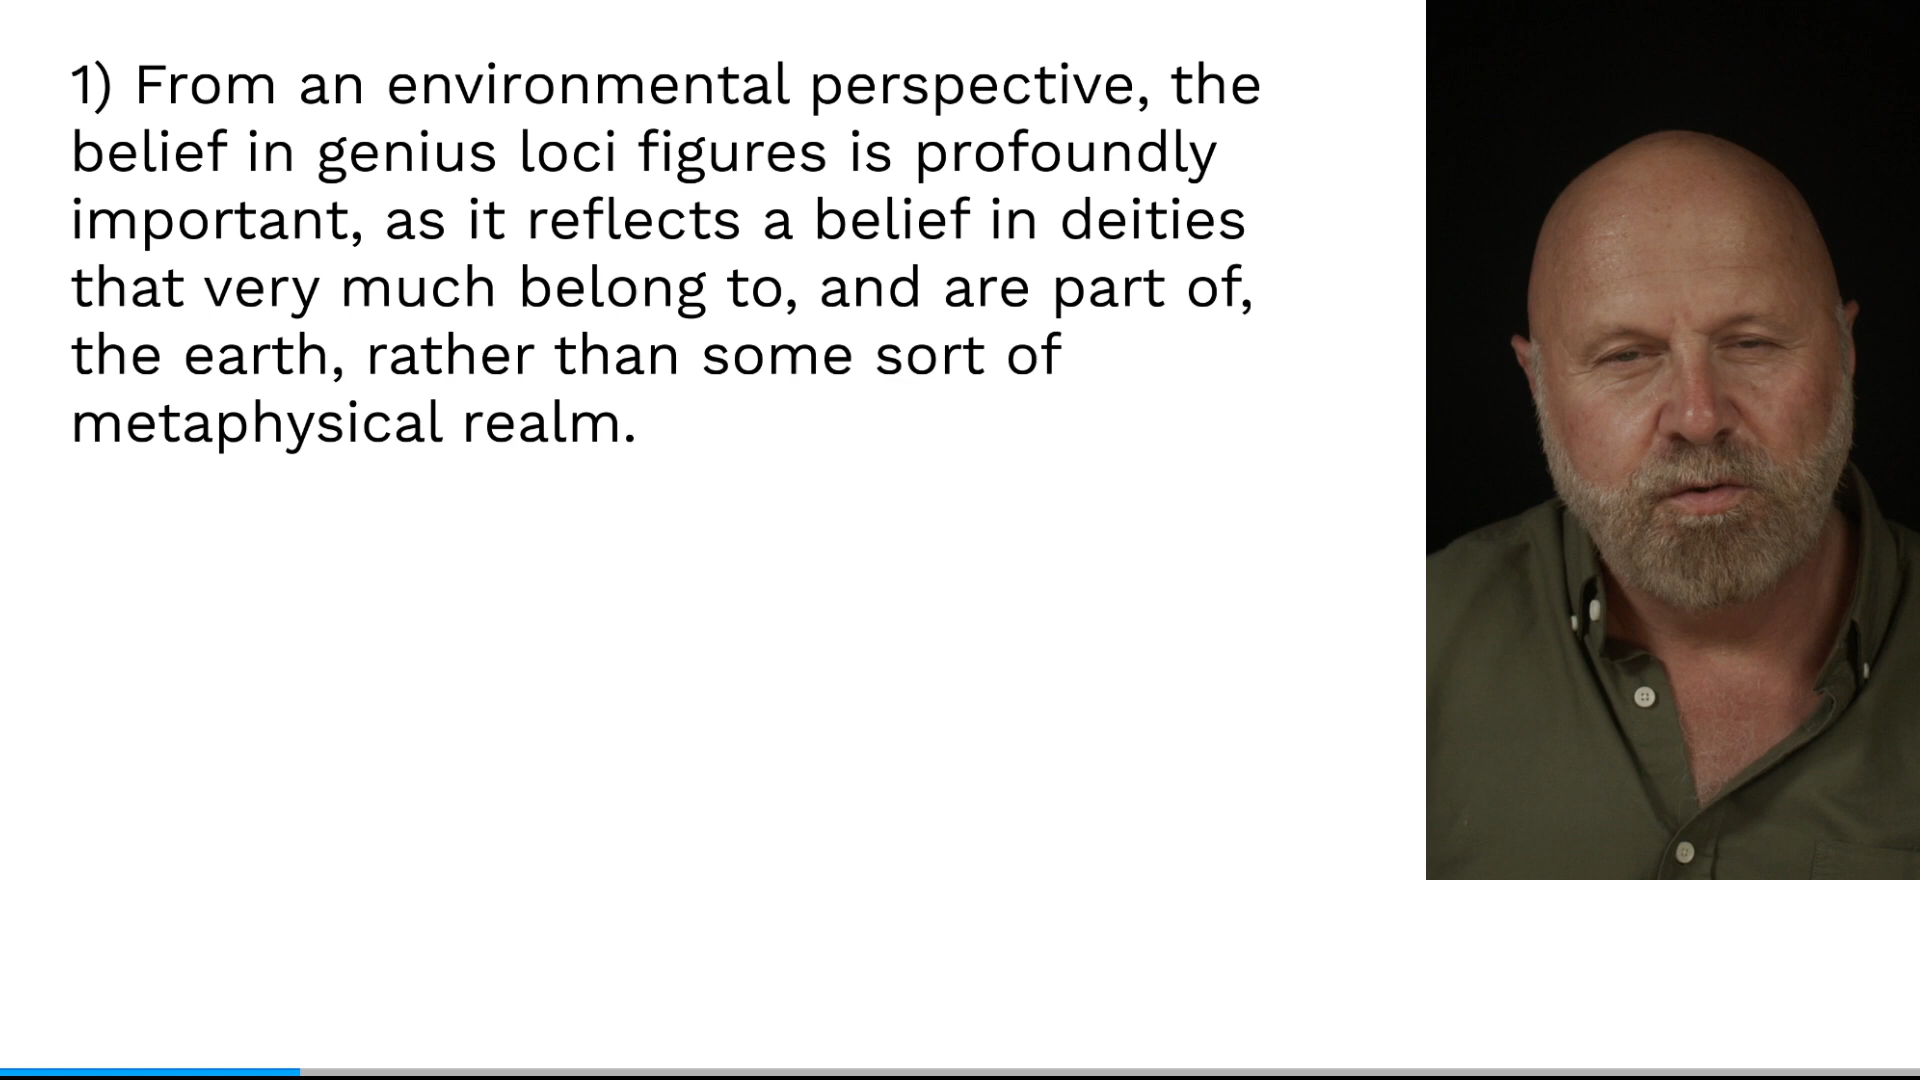 1) From an environmental perspective, the
belief in genius loci figures is profoundly
important, as it reflects a belief in deities
that very much belong to, and are part of,
the earth, rather than some sort of
metaphysical realm.